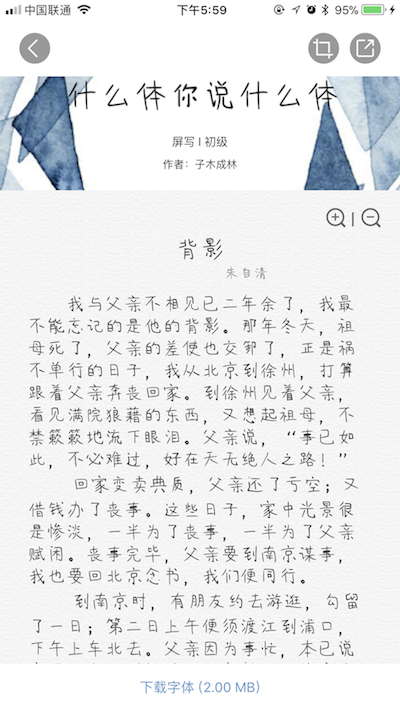 中国联通 下午5:59 95%
什么体你说什么体
屏写 | 初级
作者：子木成林
背影
朱自清
我与父亲不相见已二年余了，我最
不能忘记的是他的背影。那年冬天，祖
母死了，父亲的差使也交卸了，正是祸
不单行的日子，我从北京到徐州，打算
跟着父亲奔丧回家。到徐州见着父亲，
看见满院狼藉的东西，又想起祖母，不
禁簌簌地流下眼泪。父亲说，“事已如
此，不必难过，好在天无绝人之路！”
回家变卖典质，父亲还了亏空；又
借钱办了丧事。这些日子，家中光景很
是惨淡，一半为了丧事，一半为了父亲
赋闲。丧事完毕，父亲要到南京谋事，
我也要回北京念书，我们便同行。
到南京时，有朋友约去游逛，勾留
了一日；第二日上午便须渡江到浦口，
下午上车北去。父亲因为事忙，本已说
下载字体 (2.00 MB)